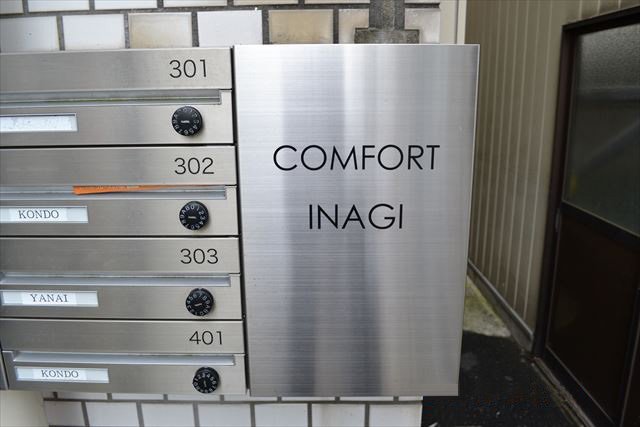 301
302
KONDO
303
YANAI
401
KONDO
COMFORT
INAGI